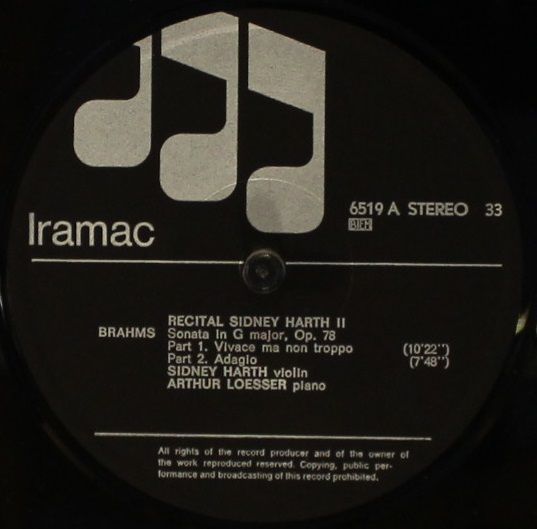 6519 A STEREO 33
BIEM
Iramac
RECITAL SIDNEY HARTH II
BRAHMS Sonata in G major, Op. 78
Part 1. Vivace ma non troppo (10'22'')
Part 2. Adagio (7'48'')
SIDNEY HARTH violin
ARTHUR LOESSER piano
All rights of the record producer and of the owner of
the work reproduced reserved. Copying, public per-
formance and broadcasting of this record prohibited.